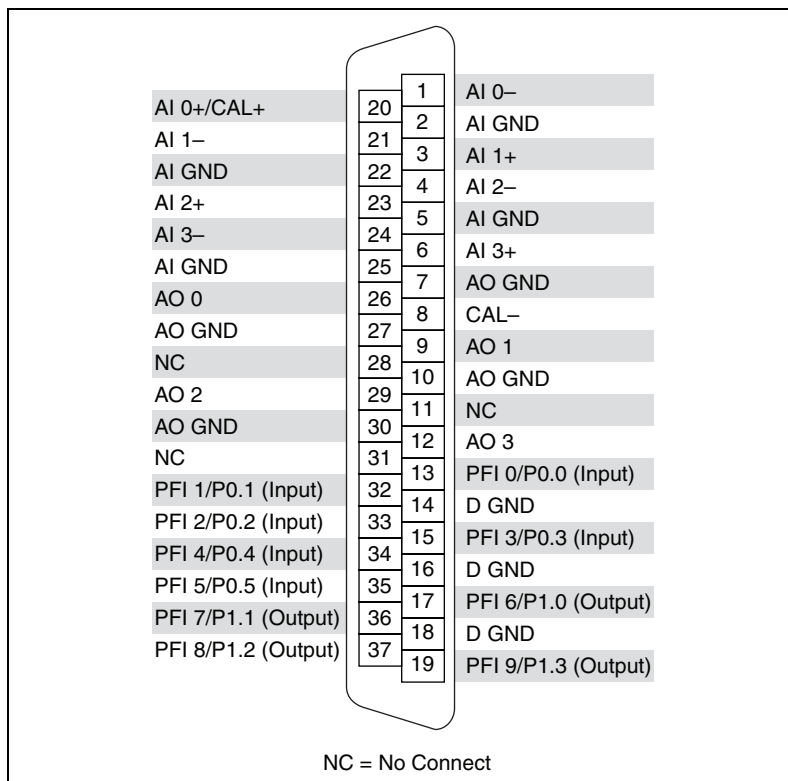 AI 0+/CAL+ 20 1 AI 0–
AI 1– 21 2 AI GND
AI GND 22 3 AI 1+
AI 2+ 23 4 AI 2–
AI 3– 24 5 AI GND
AI GND 25 6 AI 3+
AO 0 26 7 AO GND
AO GND 27 8 CAL–
NC 28 9 AO 1
AO 2 29 10 AO GND
AO GND 30 11 NC
NC 31 12 AO 3
PFI 1/P0.1 (Input) 32 13 PFI 0/P0.0 (Input)
PFI 2/P0.2 (Input) 33 14 D GND
PFI 4/P0.4 (Input) 34 15 PFI 3/P0.3 (Input)
PFI 5/P0.5 (Input) 35 16 D GND
PFI 7/P1.1 (Output) 36 17 PFI 6/P1.0 (Output)
PFI 8/P1.2 (Output) 37 18 D GND
19 PFI 9/P1.3 (Output)
NC = No Connect